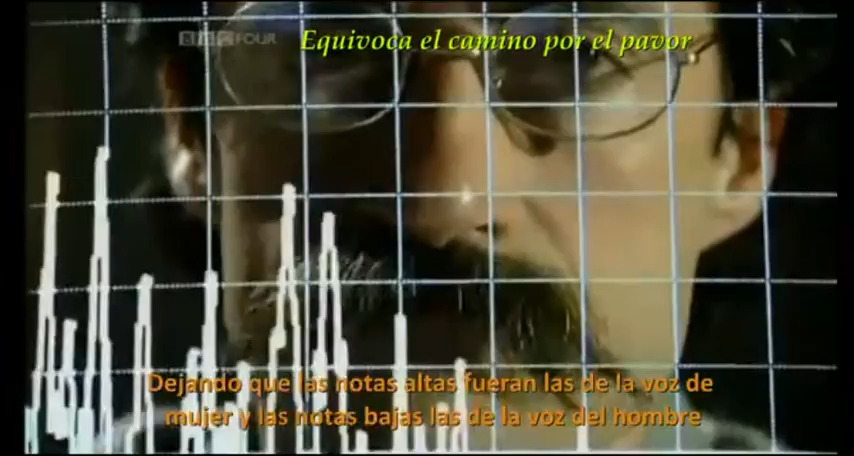 BBC FOUR
Equivoca el camino por el pavor
Dejando que las notas altas fueran las de la voz de
mujer y las notas bajas las de la voz del hombre